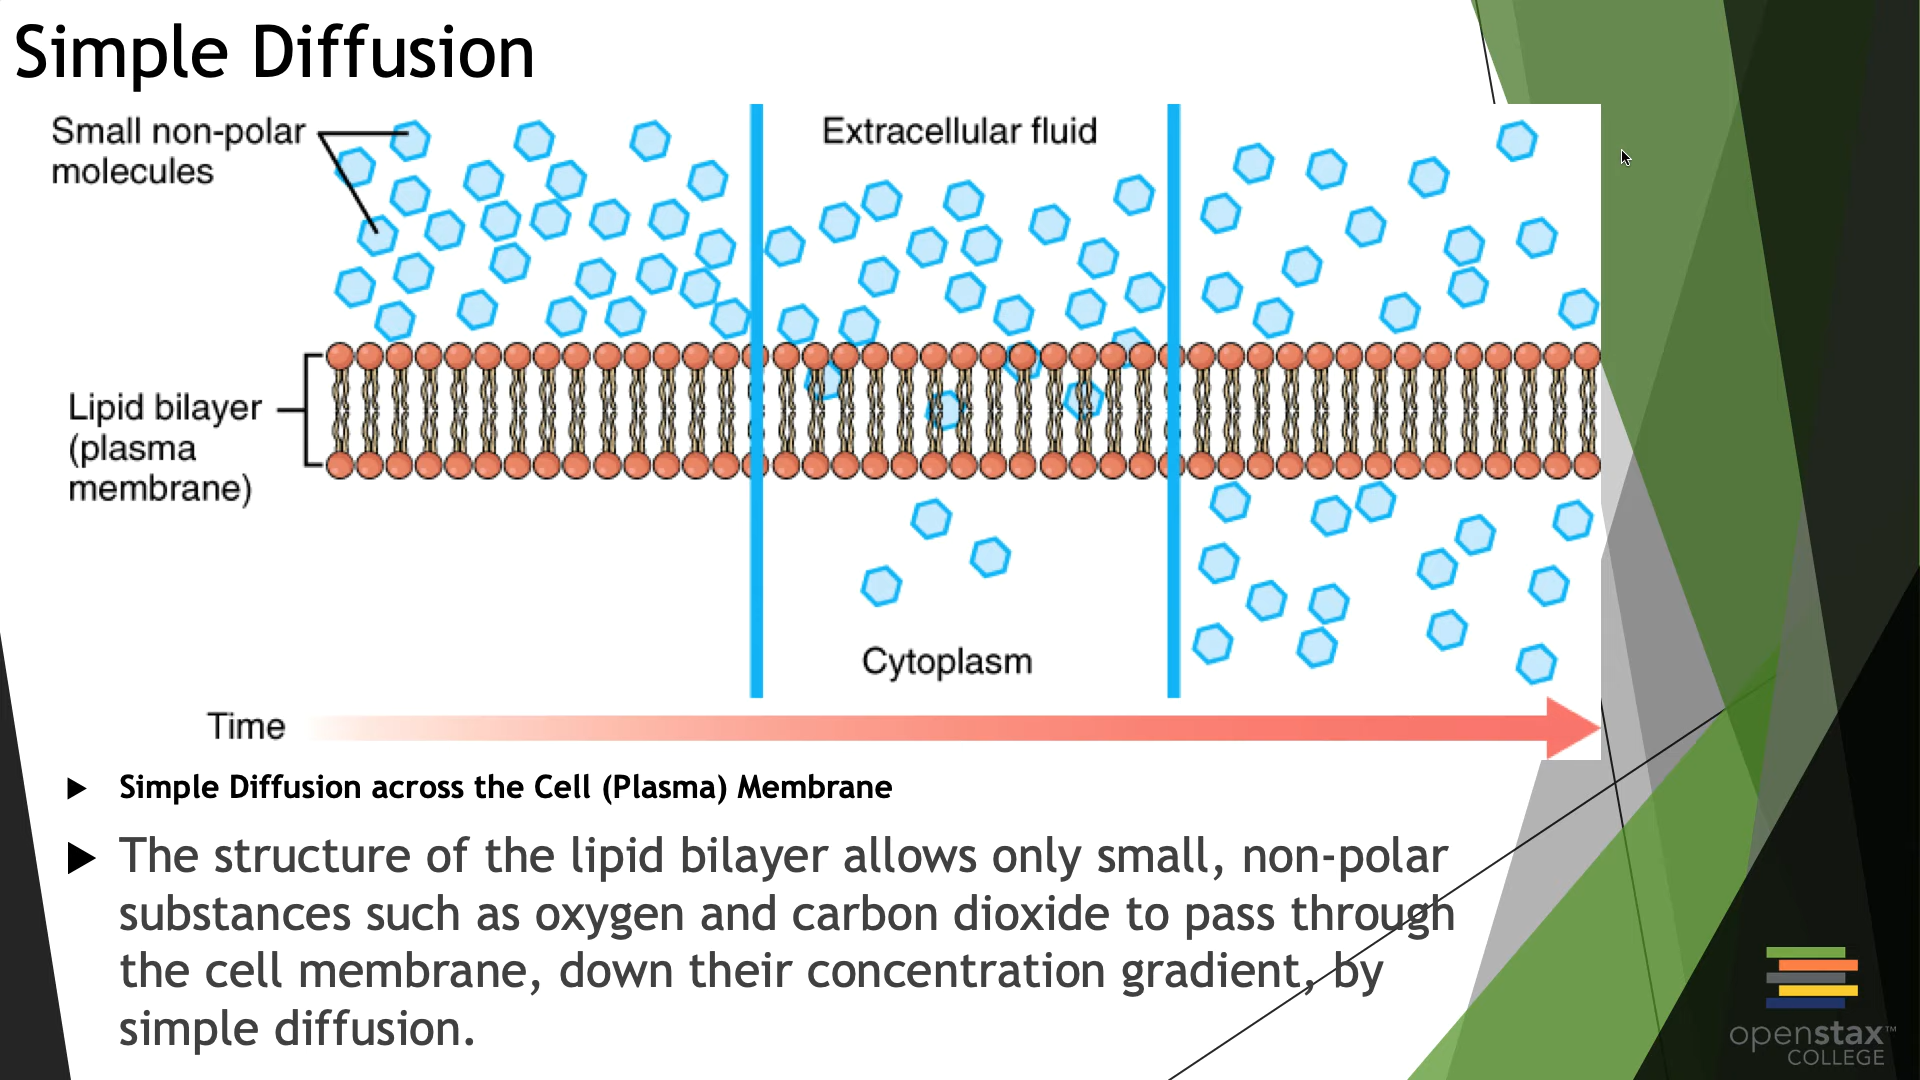 Simple Diffusion
Small non-polar
molecules
Extracellular fluid
Lipid bilayer
(plasma
membrane)
Cytoplasm
Time
Simple Diffusion across the Cell (Plasma) Membrane
The structure of the lipid bilayer allows only small, non-polar
substances such as oxygen and carbon dioxide to pass through
the cell membrane, down their concentration gradient, by
simple diffusion.
openstax™
COLLEGE